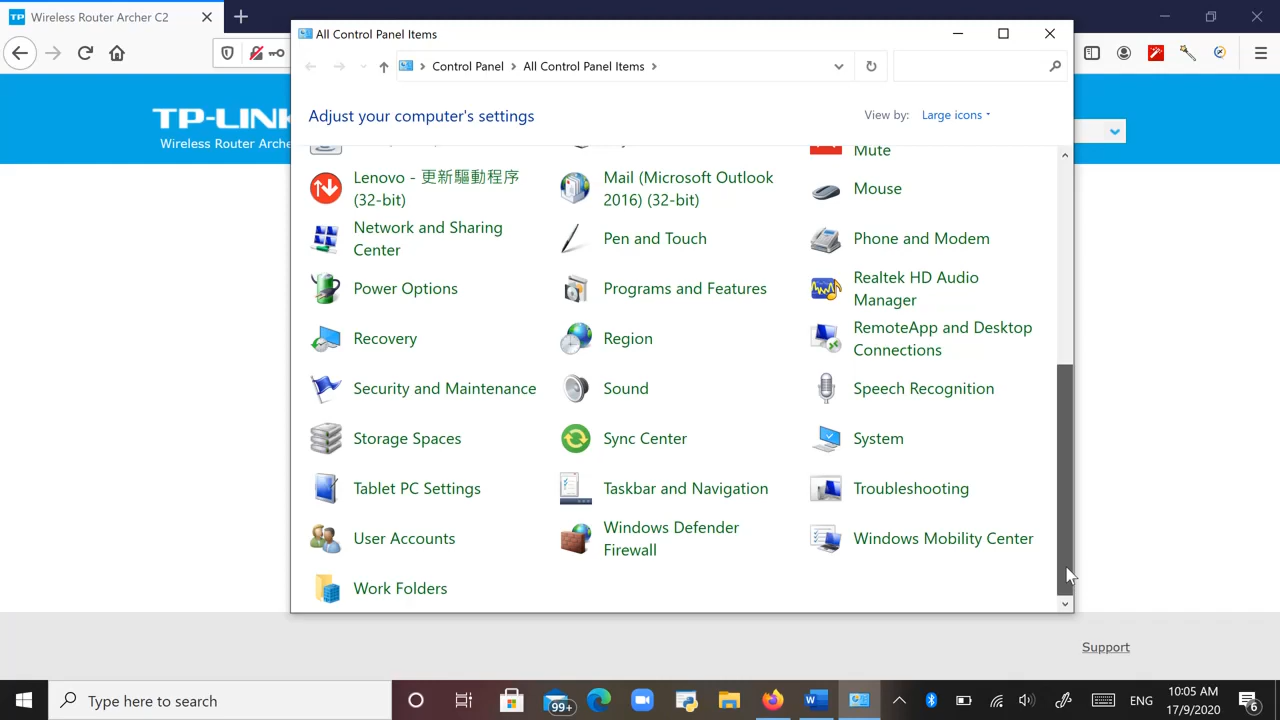 Wireless Router Archer C2
All Control Panel Items
Control Panel
All Control Panel Items
Adjust your computer's settings
View by:
Large icons
TP-LINK
Wireless Router Arche
Mute
Lenovo - 更新驅動程序
(32-bit)
Mail (Microsoft Outlook
2016) (32-bit)
Mouse
Network and Sharing
Center
Pen and Touch
Phone and Modem
Power Options
Programs and Features
Realtek HD Audio
Manager
Recovery
Region
RemoteApp and Desktop
Connections
Security and Maintenance
Sound
Speech Recognition
Storage Spaces
Sync Center
System
Tablet PC Settings
Taskbar and Navigation
Troubleshooting
User Accounts
Windows Defender
Firewall
Windows Mobility Center
Work Folders
Support
Type here to search
99+
ENG
10:05 AM
17/9/2020
6